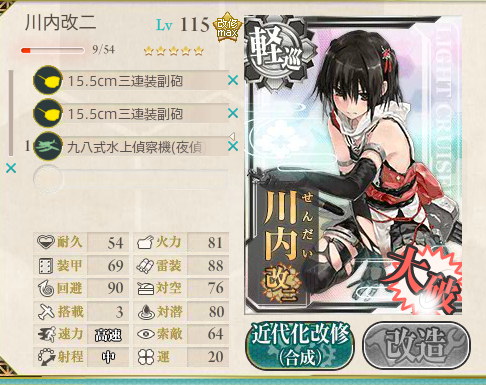 川内改二 Lv 115 改修max
9/54
15.5cm三連装副砲
15.5cm三連装副砲
九八式水上偵察機(夜偵
耐久 54 火力 81
装甲 69 雷装 88
回避 90 対空 76
搭載 3 対潜 80
速力 高速 索敵 64
射程 中 運 20
軽巡
LIGHT CRUIS
せんだい
川内
改二
大破
近代化改修
(合成)
改造